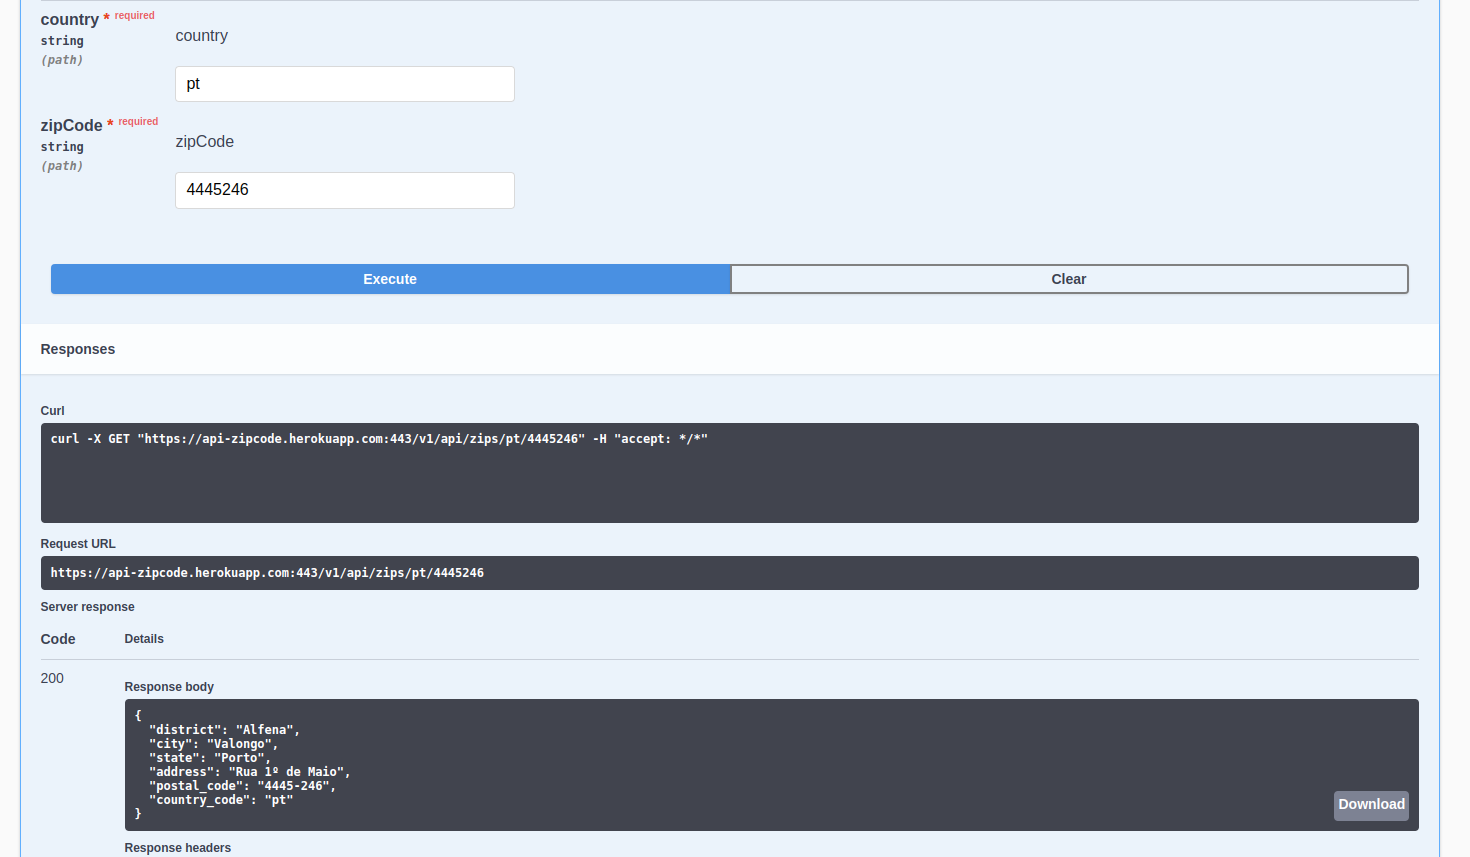 country * required
string
(path)
country
pt
zipCode * required
string
(path)
zipCode
4445246
Execute
Clear
Responses
Curl
curl -X GET "https://api-zipcode.herokuapp.com:443/v1/api/zips/pt/4445246" -H "accept: */*"
Request URL
https://api-zipcode.herokuapp.com:443/v1/api/zips/pt/4445246
Server response
Code Details
200
Response body
{
  "district": "Alfena",
  "city": "Valongo",
  "state": "Porto",
  "address": "Rua 1º de Maio",
  "postal_code": "4445-246",
  "country_code": "pt"
}
Download
Response headers